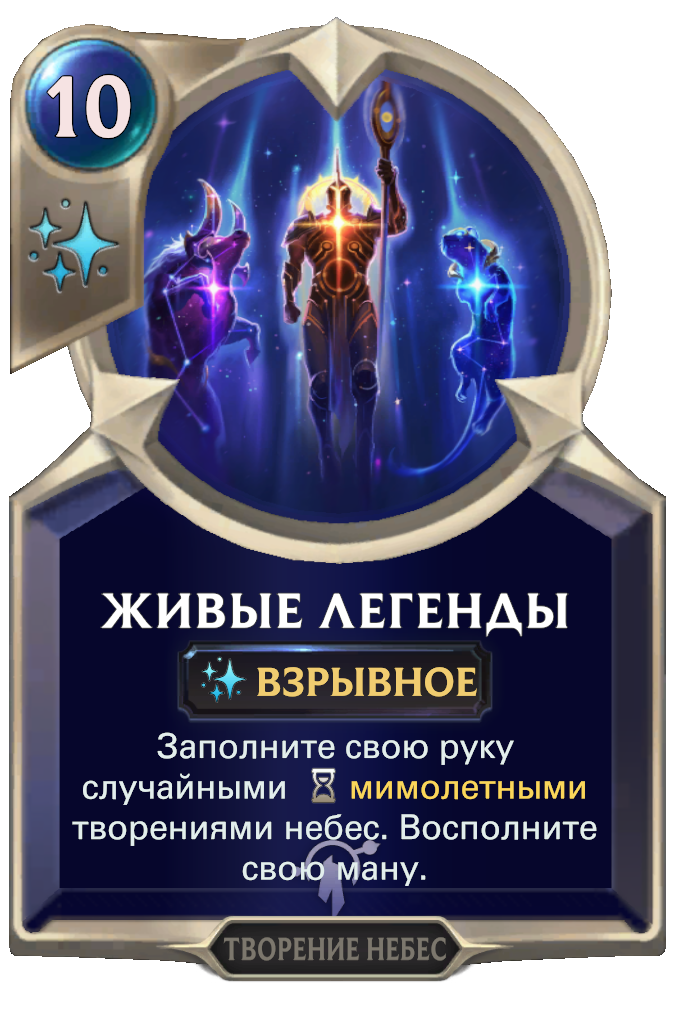 10
ЖИВЫЕ ЛЕГЕНДЫ
ВЗРЫВНОЕ
Заполните свою руку
случайными мимолетными
творениями небес. Восполните
свою ману.
ТВОРЕНИЕ НЕБЕС